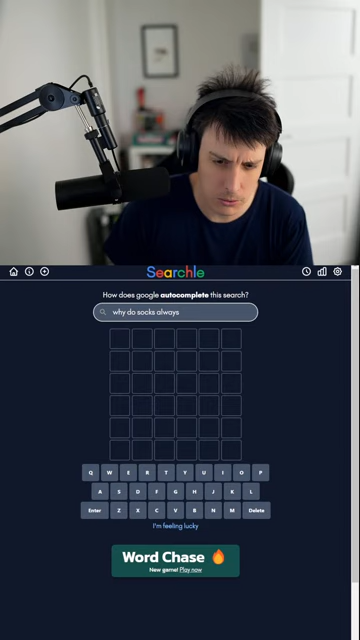 Searchle
How does google autocomplete this search?
why do socks always
Q W E R T Y U I O P
A S D F G H J K L
Enter Z X C V B N M Delete
I'm feeling lucky
Word Chase 🔥
New game! Play now